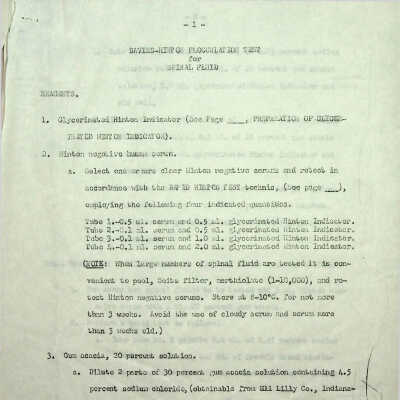 - 1 -
DAVIES-HINTON FLOCCULATION TEST
for
SPINAL FLUID
REAGENTS.
1. Glycerinated Hinton Indicator (See Page ___, PREPARATION OF GLYCER-
INATED HINTON INDICATOR).
2. Hinton negative human serum.
a. Select one or more clear Hinton negative serums and retest in
accordance with the RAPID HINTON TEST technic, (See page ___),
employing the following four indicated quantities.
Tube 1.-0.5 ml. serum and 0.5 ml. glycerinated Hinton Indicator.
Tube 2.-0.1 ml. serum and 0.5 ml. glycerinated Hinton Indicator.
Tube 3.-0.1 ml. serum and 1.0 ml. glycerinated Hinton Indicator.
Tube 4.-0.1 ml. serum and 2.0 ml. glycerinated Hinton Indicator.
(NOTE: When large numbers of spinal fluid are tested it is con-
venient to pool, Seitz filter, merthiolate (1-10,000), and re-
test Hinton negative serums. Store at 8-10°C. for not more
than 3 weeks. Avoid the use of cloudy serum and serum more
than 3 weeks old.)
3. Gum acacia, 20 percent solution.
a. Dilute 2 parts of 30 percent gum acacia solution containing 4.5
percent sodium chloride, (obtainable from Eli Lilly Co., Indiana-